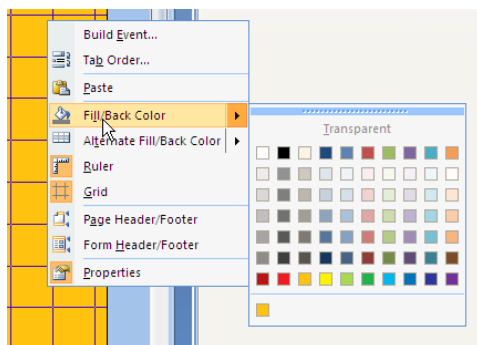 Build Event...
Tab Order...
Paste
Fill/Back Color
Transparent
Alternate Fill/Back Color
Ruler
Grid
Page Header/Footer
Form Header/Footer
Properties